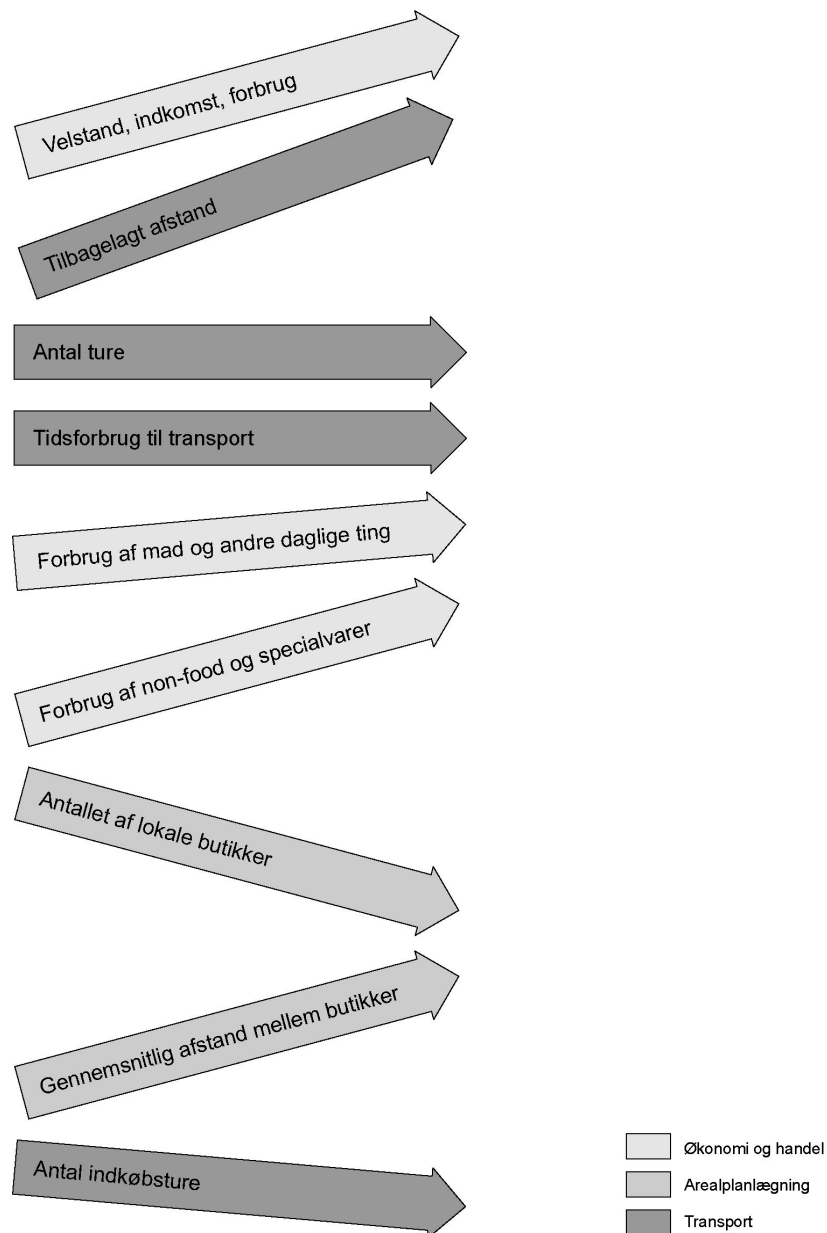 Velstand, indkomst, forbrug
Tilbagelagt afstand
Antal ture
Tidsforbrug til transport
Forbrug af mad og andre daglige ting
Forbrug af non-food og specialvarer
Antallet af lokale butikker
Gennemsnitlig afstand mellem butikker
Antal indkøbsture
Økonomi og handel
Arealplanlægning
Transport